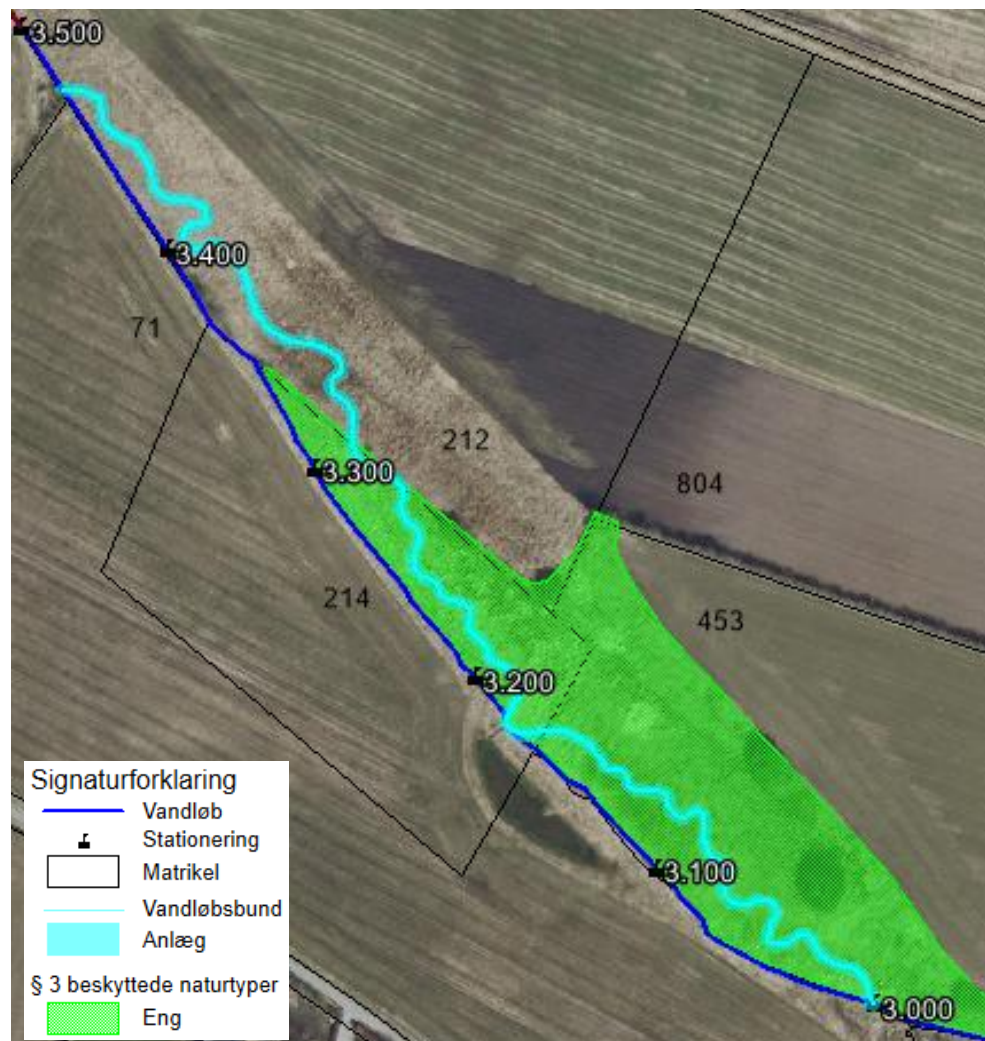 3.500
3.400
71
212
3.300
804
214
453
3.200
3.100
3.000
Signaturforklaring
Vandløb
Stationering
Matrikel
Vandløbsbund
Anlæg
§ 3 beskyttede naturtyper
Eng